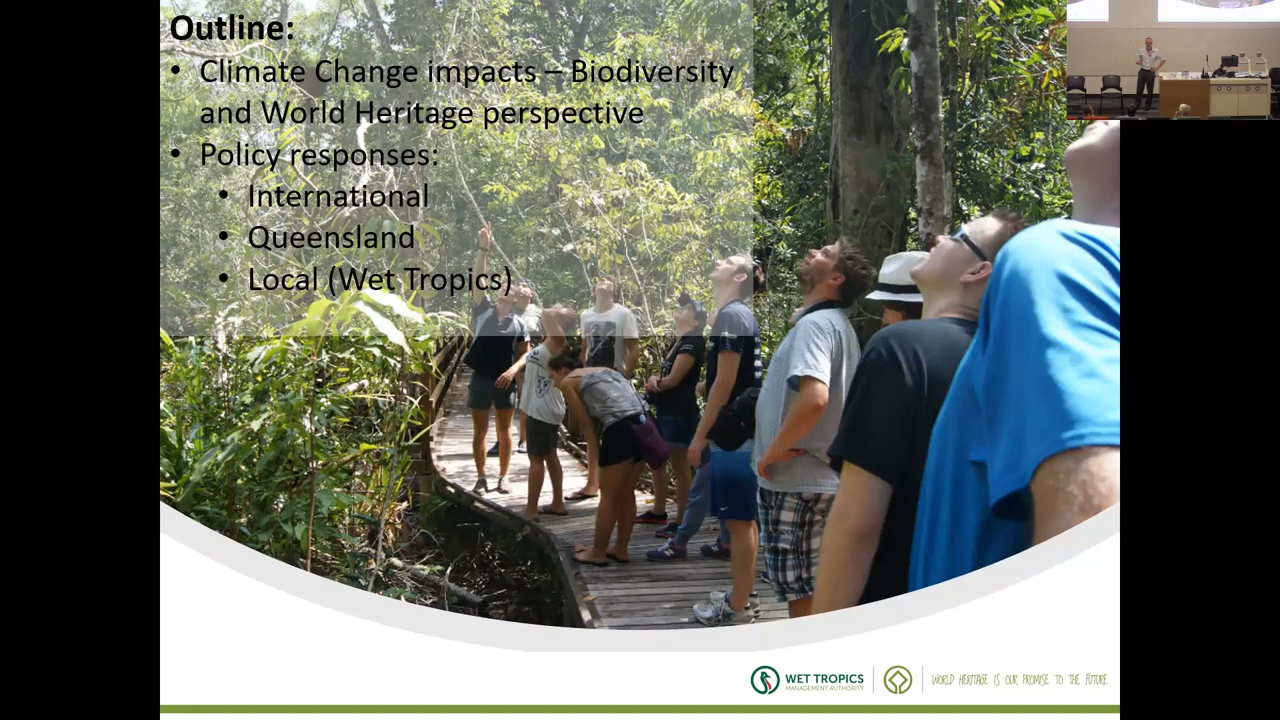 Outline:
• Climate Change impacts – Biodiversity
and World Heritage perspective
• Policy responses:
• International
• Queensland
• Local (Wet Tropics)
WET TROPICS
MANAGEMENT AUTHORITY
WORLD HERITAGE IS OUR PROMISE TO THE FUTURE